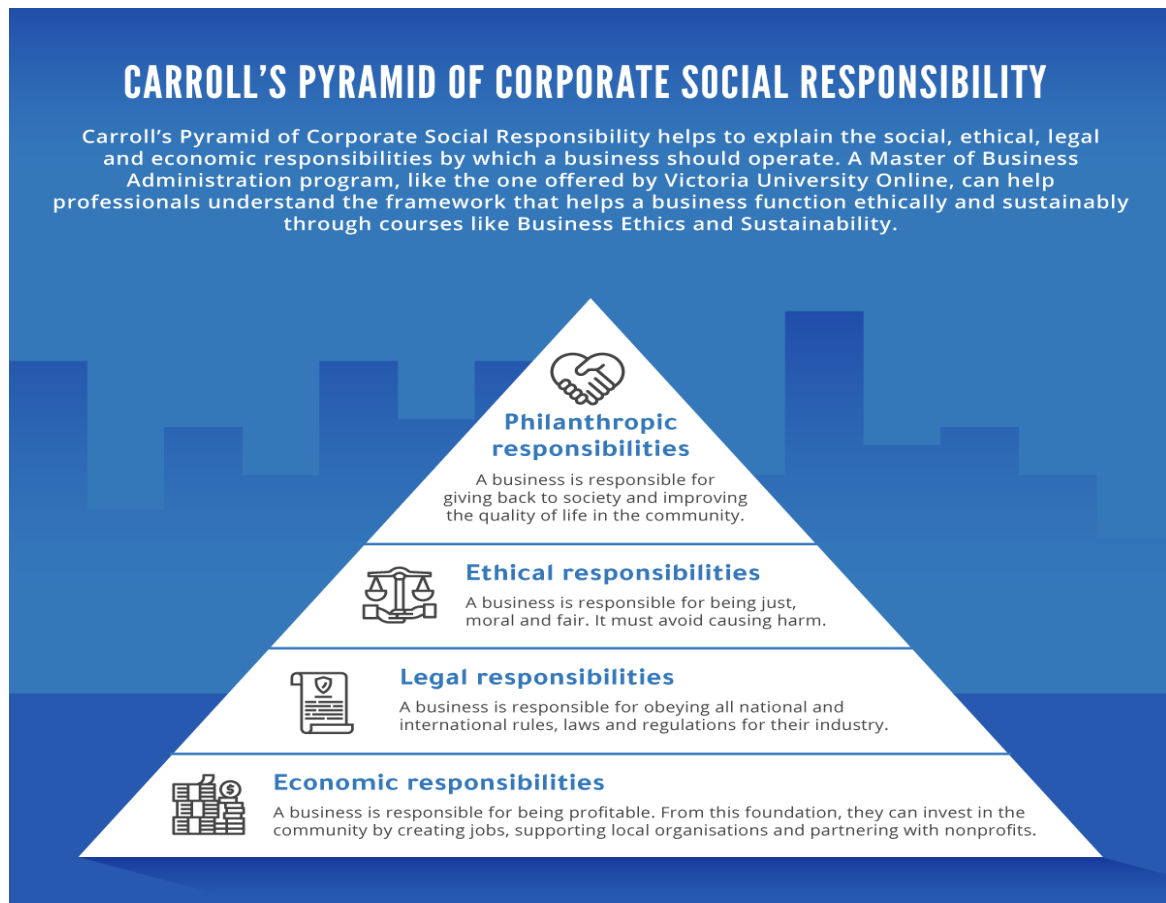 CARROLL'S PYRAMID OF CORPORATE SOCIAL RESPONSIBILITY
Carroll's Pyramid of Corporate Social Responsibility helps to explain the social, ethical, legal
and economic responsibilities by which a business should operate. A Master of Business
Administration program, like the one offered by Victoria University Online, can help
professionals understand the framework that helps a business function ethically and sustainably
through courses like Business Ethics and Sustainability.
Philanthropic
responsibilities
A business is responsible for
giving back to society and improving
the quality of life in the community.
Ethical responsibilities
A business is responsible for being just,
moral and fair. It must avoid causing harm.
Legal responsibilities
A business is responsible for obeying all national and
international rules, laws and regulations for their industry.
$
Economic responsibilities
A business is responsible for being profitable. From this foundation, they can invest in the
community by creating jobs, supporting local organisations and partnering with nonprofits.